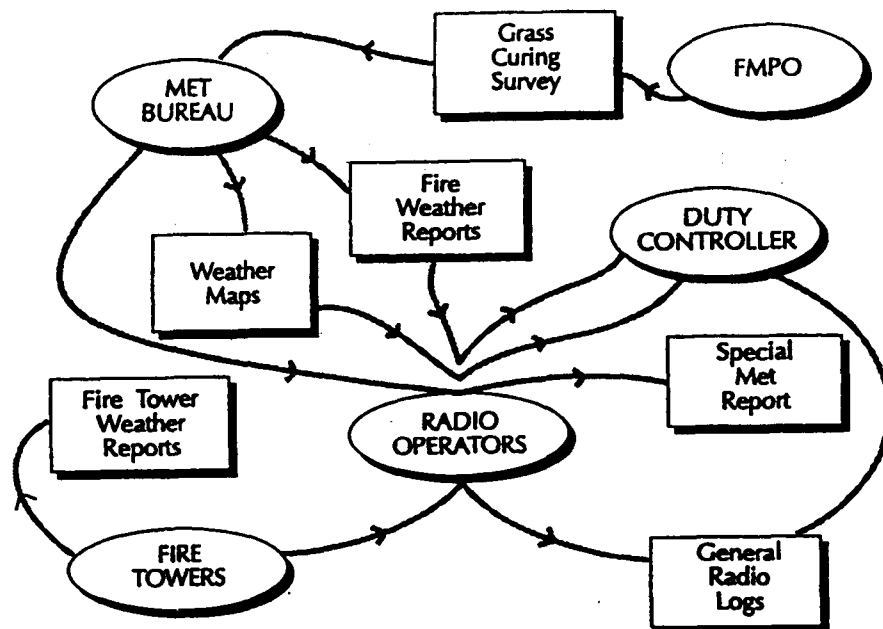 Grass
Curing
Survey
FMPO
MET
BUREAU
Fire
Weather
Reports
DUTY
CONTROLLER
Weather
Maps
Special
Met
Report
Fire Tower
Weather
Reports
RADIO
OPERATORS
FIRE
TOWERS
General
Radio
Logs